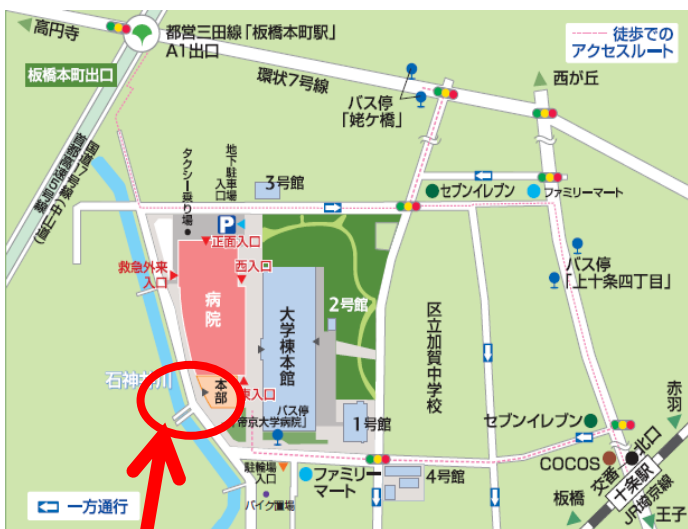 高円寺
都営三田線「板橋本町駅」
A1出口
徒歩での
アクセスルート
板橋本町出口
環状7号線
バス停
「姥ケ橋」
西が丘
国道17号線(中山道)
首都高速5号線
タクシー乗り場
地下駐車場
入口
3号館
セブンイレブン
ファミリーマート
P
正面入口
救急外来
入口
西入口
バス停
「上十条四丁目」
病院
大学棟本館
2号館
区立加賀中学校
石神井川
本部
東入口
バス停
帝京大学病院」
1号館
セブンイレブン
赤羽
北口
COCOS
交番
十条駅
JR埼京線
駐輪場
入口
ファミリー
マート
4号館
バイク置場
板橋
王子
一方通行